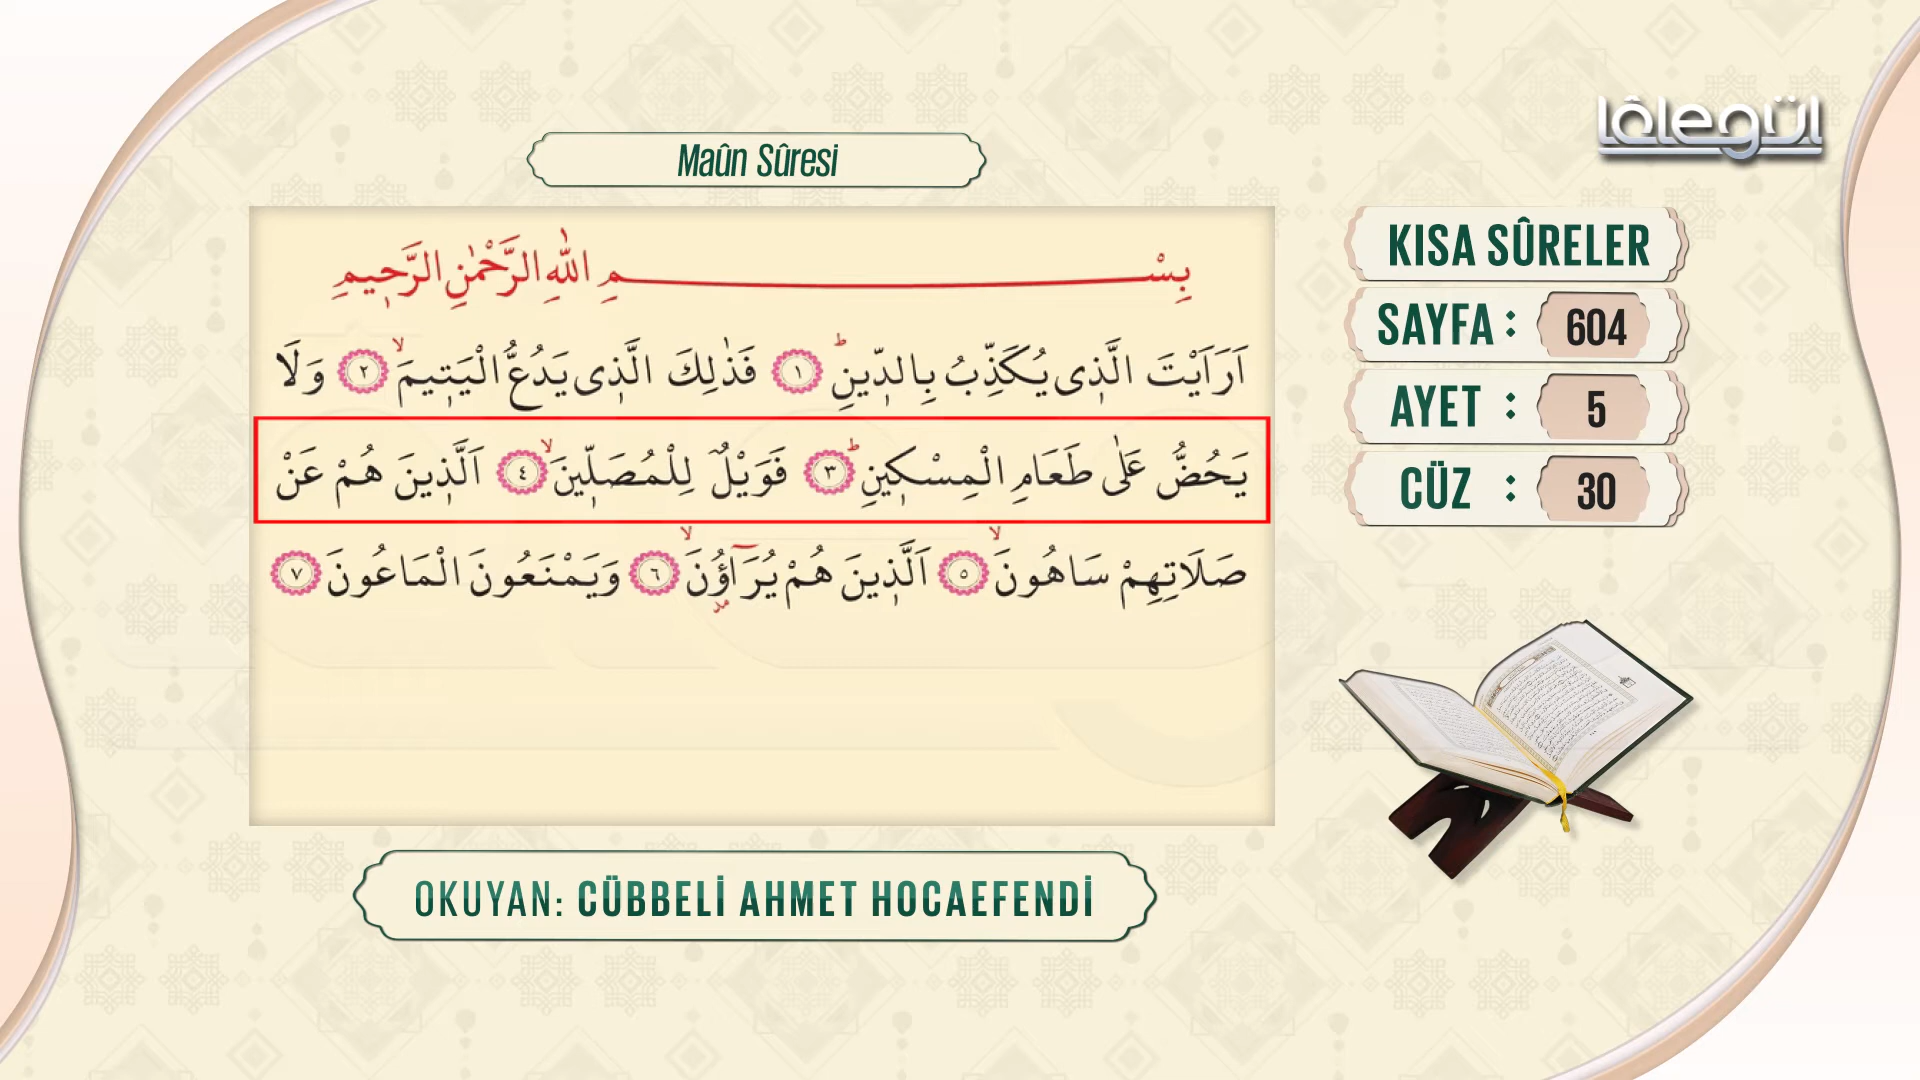 lâlegül
Maûn Sûresi
بِسْمِ اللّٰهِ الرَّحْمٰنِ الرَّحٖيمِ
اَرَاَيْتَ الَّذٖى يُكَذِّبُ بِالدّٖينِؕ ﴿١﴾ فَذٰلِكَ الَّذٖى يَدُعُّ الْيَتٖيمَۙ ﴿٢﴾ وَلَا
يَحُضُّ عَلٰى طَعَامِ الْمِسْكٖينِؕ ﴿٣﴾ فَوَيْلٌ لِلْمُصَلّٖينَۙ ﴿٤﴾ اَلَّذٖينَ هُمْ عَنْ
صَلَاتِهِمْ سَاهُونَۙ ﴿٥﴾ اَلَّذٖينَ هُمْ يُرَٓاؤُ۫نَۙ ﴿٦﴾ وَيَمْنَعُونَ الْمَاعُونَ ﴿٧﴾
KISA SÛRELER
SAYFA : 604
AYET : 5
CÜZ : 30
OKUYAN: CÜBBELİ AHMET HOCAEFENDİ